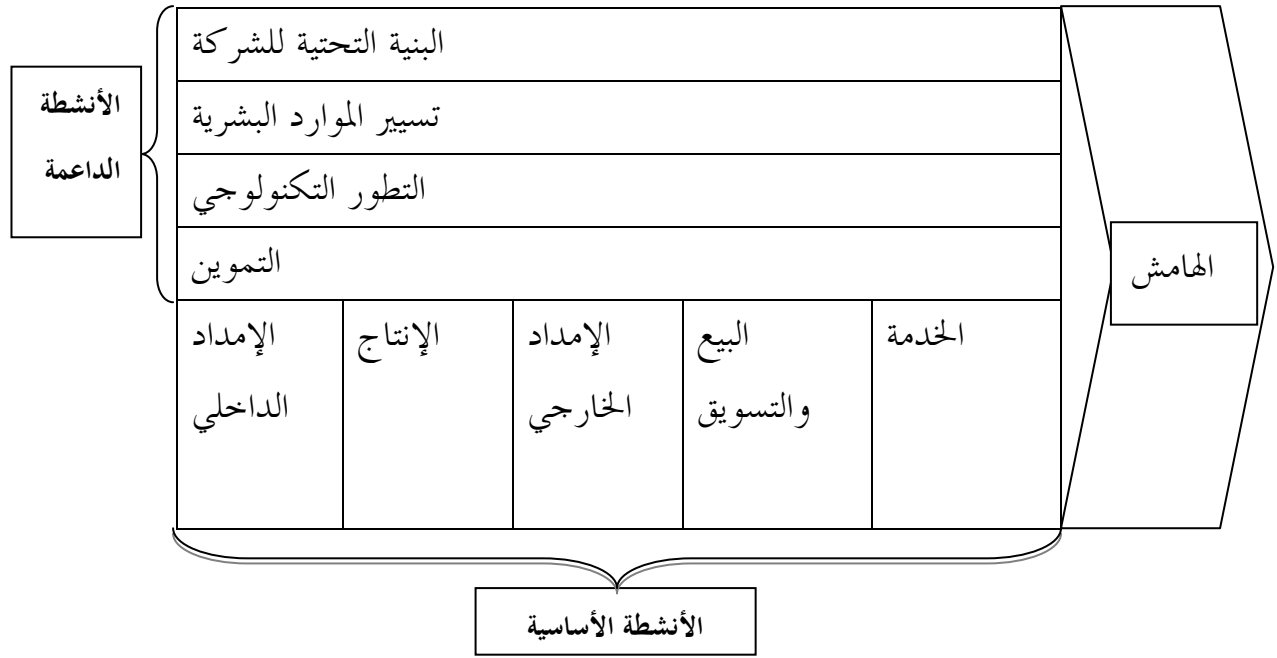 البنية التحتية للشركة
الأنشطة
الداعمة
تسيير الموارد البشرية
التطور التكنولوجي
التموين
الهامش
الإمداد
الداخلي
الإنتاج
الإمداد
الخارجي
البيع
والتسويق
الخدمة
الأنشطة الأساسية